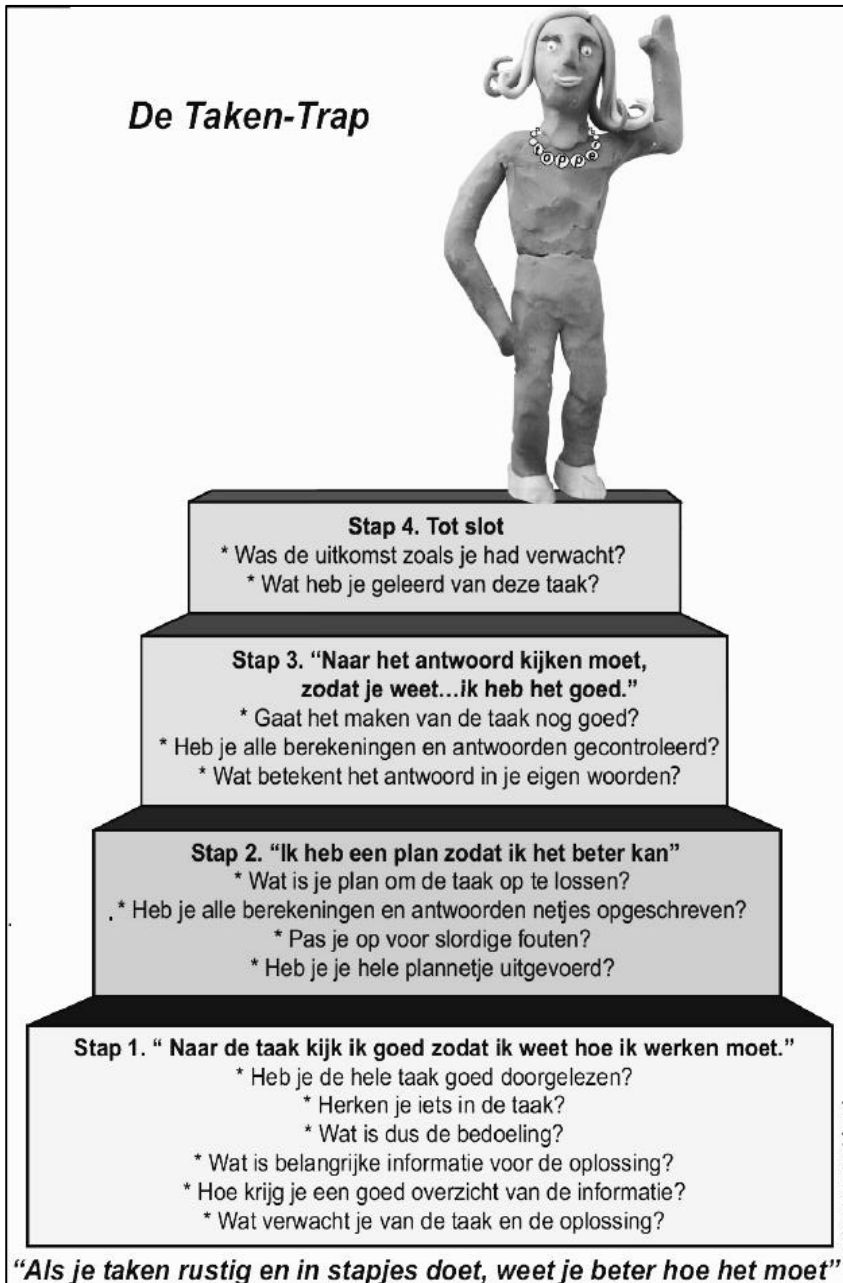 De Taken-Trap
topper
Stap 4. Tot slot
* Was de uitkomst zoals je had verwacht?
* Wat heb je geleerd van deze taak?
Stap 3. “Naar het antwoord kijken moet,
zodat je weet...ik heb het goed.”
* Gaat het maken van de taak nog goed?
* Heb je alle berekeningen en antwoorden gecontroleerd?
* Wat betekent het antwoord in je eigen woorden?
Stap 2. “Ik heb een plan zodat ik het beter kan”
* Wat is je plan om de taak op te lossen?
* Heb je alle berekeningen en antwoorden netjes opgeschreven?
* Pas je op voor slordige fouten?
* Heb je je hele plannetje uitgevoerd?
Stap 1. “ Naar de taak kijk ik goed zodat ik weet hoe ik werken moet.”
* Heb je de hele taak goed doorgelezen?
* Herken je iets in de taak?
* Wat is dus de bedoeling?
* Wat is belangrijke informatie voor de oplossing?
* Hoe krijg je een goed overzicht van de informatie?
* Wat verwacht je van de taak en de oplossing?
“Als je taken rustig en in stapjes doet, weet je beter hoe het moet”